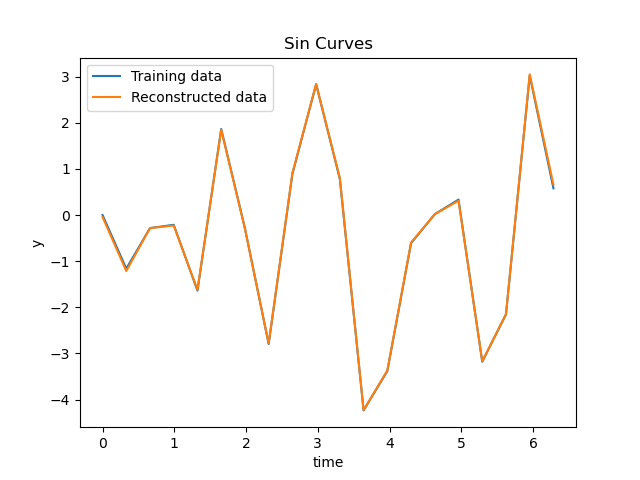 Sin Curves
Training data
Reconstructed data
3
2
1
0
−1
−2
−3
−4
y
0 1 2 3 4 5 6
time